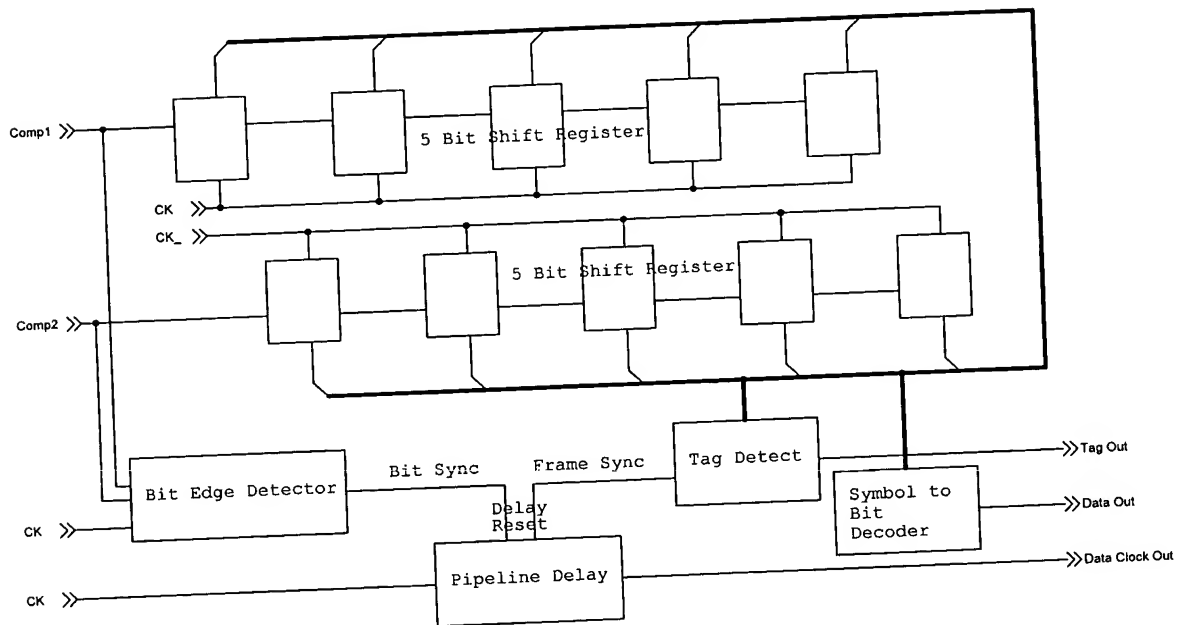 Comp1
5 Bit Shift Register
CK
CK_
5 Bit Shift Register
Comp2
Bit Sync
Frame Sync
Tag Detect
Tag Out
Bit Edge Detector
Delay
Reset
Symbol to
Bit
Decoder
Data Out
CK
Pipeline Delay
Data Clock Out
CK